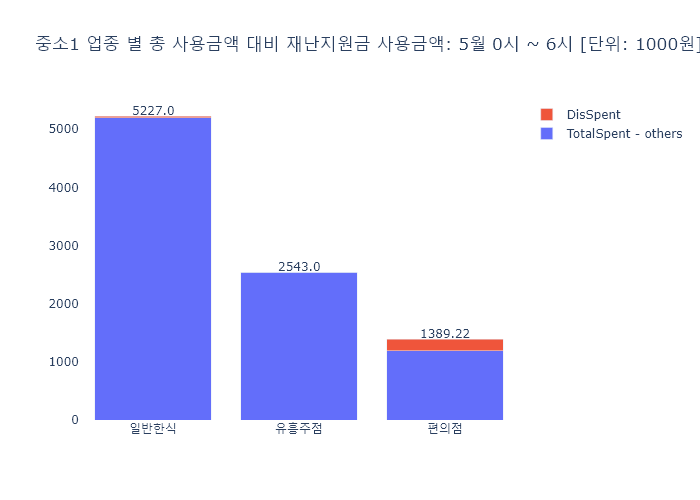 중소1 업종 별 총 사용금액 대비 재난지원금 사용금액: 5월 0시 ~ 6시 [단위: 1000원]
DisSpent
TotalSpent - others
5227.0
2543.0
1389.22
5000
4000
3000
2000
1000
0
일반한식
유흥주점
편의점